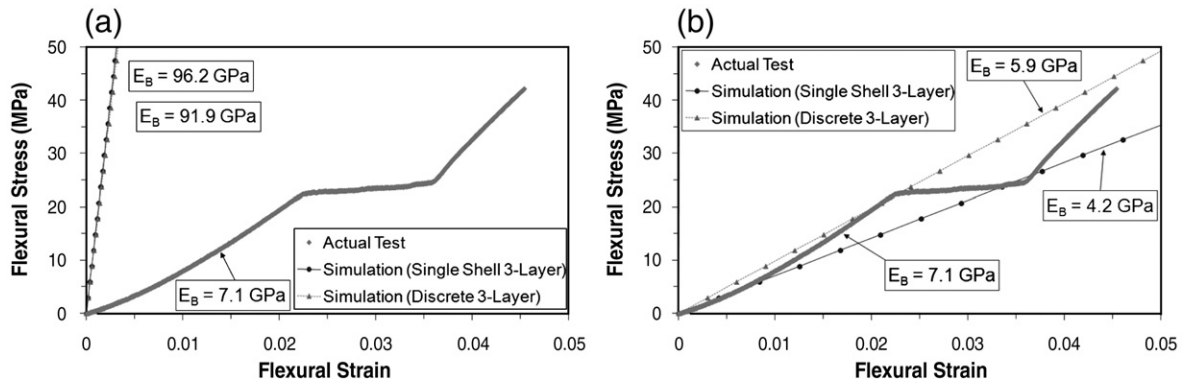 (a)
50
40
30
20
10
0
Flexural Stress (MPa)
E_B = 96.2 GPa
E_B = 91.9 GPa
E_B = 7.1 GPa
Actual Test
Simulation (Single Shell 3-Layer)
Simulation (Discrete 3-Layer)
0 0.01 0.02 0.03 0.04 0.05
Flexural Strain
(b)
50
40
30
20
10
0
Flexural Stress (MPa)
Actual Test
Simulation (Single Shell 3-Layer)
Simulation (Discrete 3-Layer)
E_B = 5.9 GPa
E_B = 4.2 GPa
E_B = 7.1 GPa
0 0.01 0.02 0.03 0.04 0.05
Flexural Strain